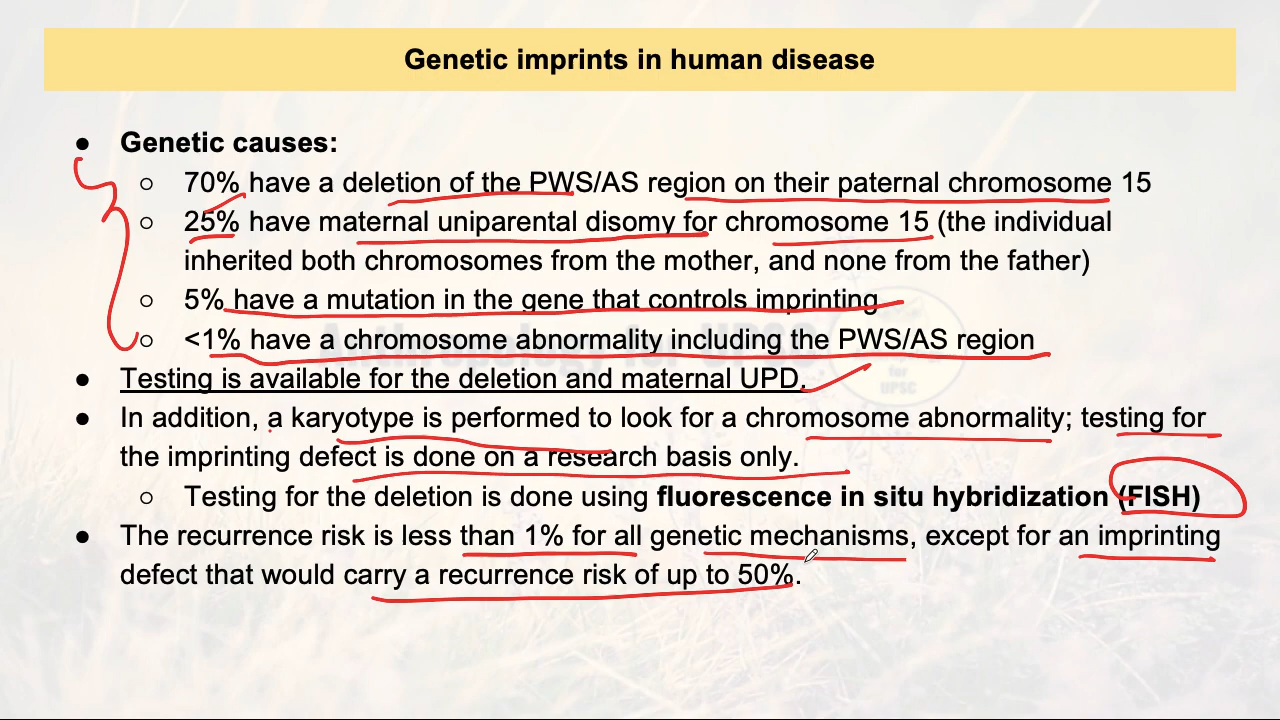 Genetic imprints in human disease
● Genetic causes:
○ 70% have a deletion of the PWS/AS region on their paternal chromosome 15
○ 25% have maternal uniparental disomy for chromosome 15 (the individual
inherited both chromosomes from the mother, and none from the father)
○ 5% have a mutation in the gene that controls imprinting
○ <1% have a chromosome abnormality including the PWS/AS region
Anthropology for UPSC
for
UPSC
● Testing is available for the deletion and maternal UPD.
● In addition, a karyotype is performed to look for a chromosome abnormality; testing for
the imprinting defect is done on a research basis only.
○ Testing for the deletion is done using fluorescence in situ hybridization (FISH)
● The recurrence risk is less than 1% for all genetic mechanisms, except for an imprinting
defect that would carry a recurrence risk of up to 50%.